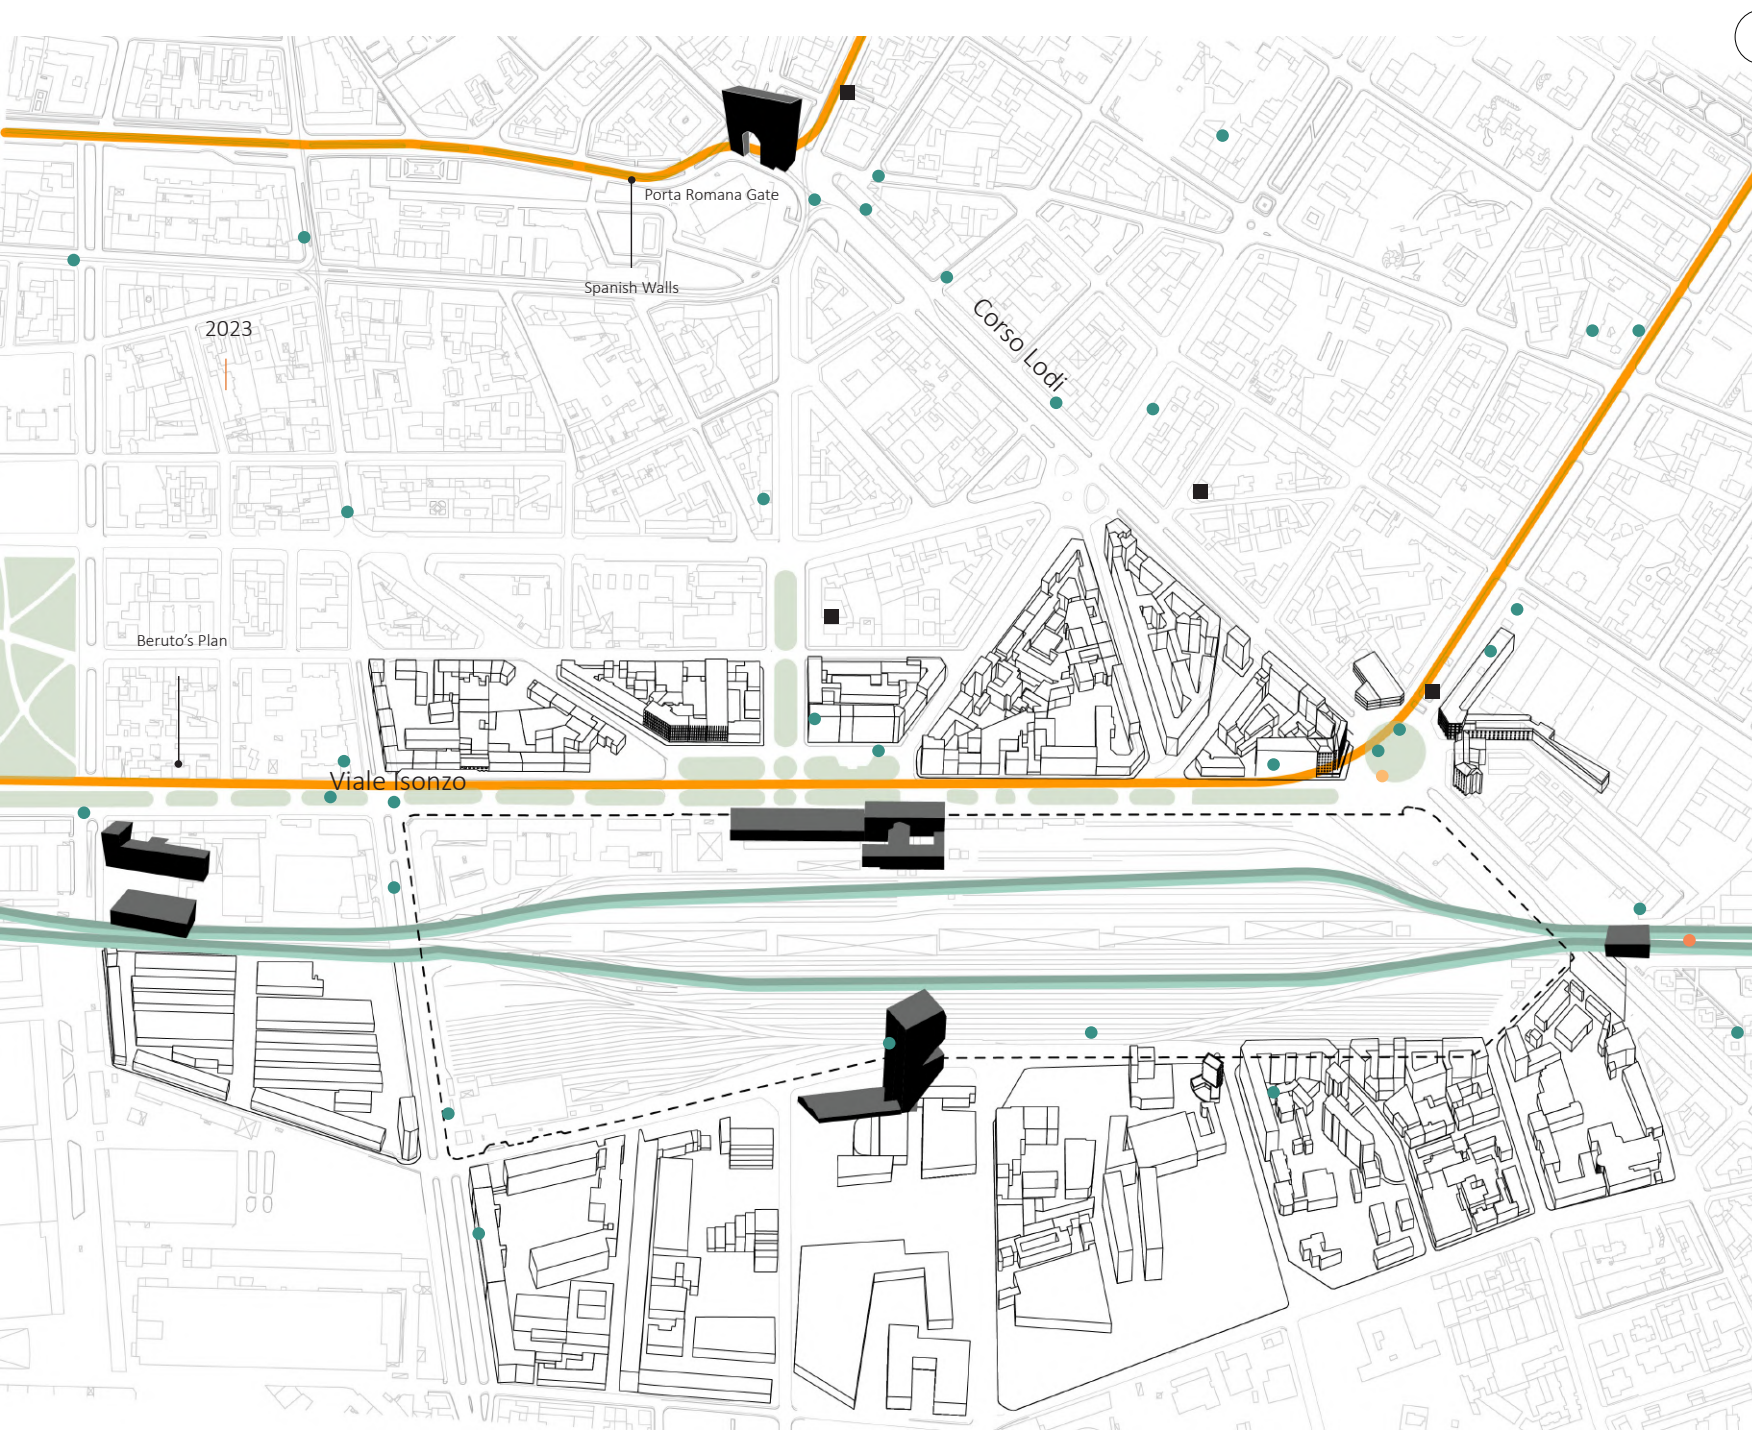 Porta Romana Gate
Spanish Walls
2023
Corso Lodi
Beruto's Plan
Viale Isonzo